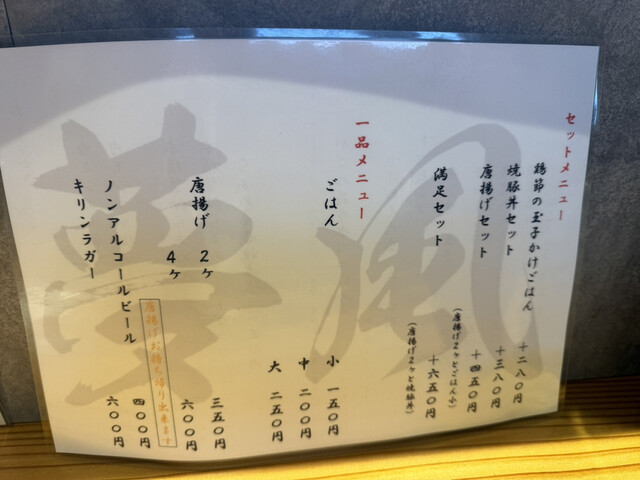 セットメニュー
鶏節の玉子かけごはん 十二八〇円
焼豚丼セット 十三八〇円
唐揚げセット 十四五〇円
(唐揚げ2ヶとごはん小)
満足セット 十六五〇円
(唐揚げ2ヶと焼豚丼)
一品メニュー
ごはん 小 一五〇円
中 二〇〇円
大 二五〇円
唐揚げ 2ヶ 三五〇円
4ヶ 六〇〇円
唐揚げお持ち帰り出来ます
ノンアルコールビール 四〇〇円
キリンラガー 六〇〇円